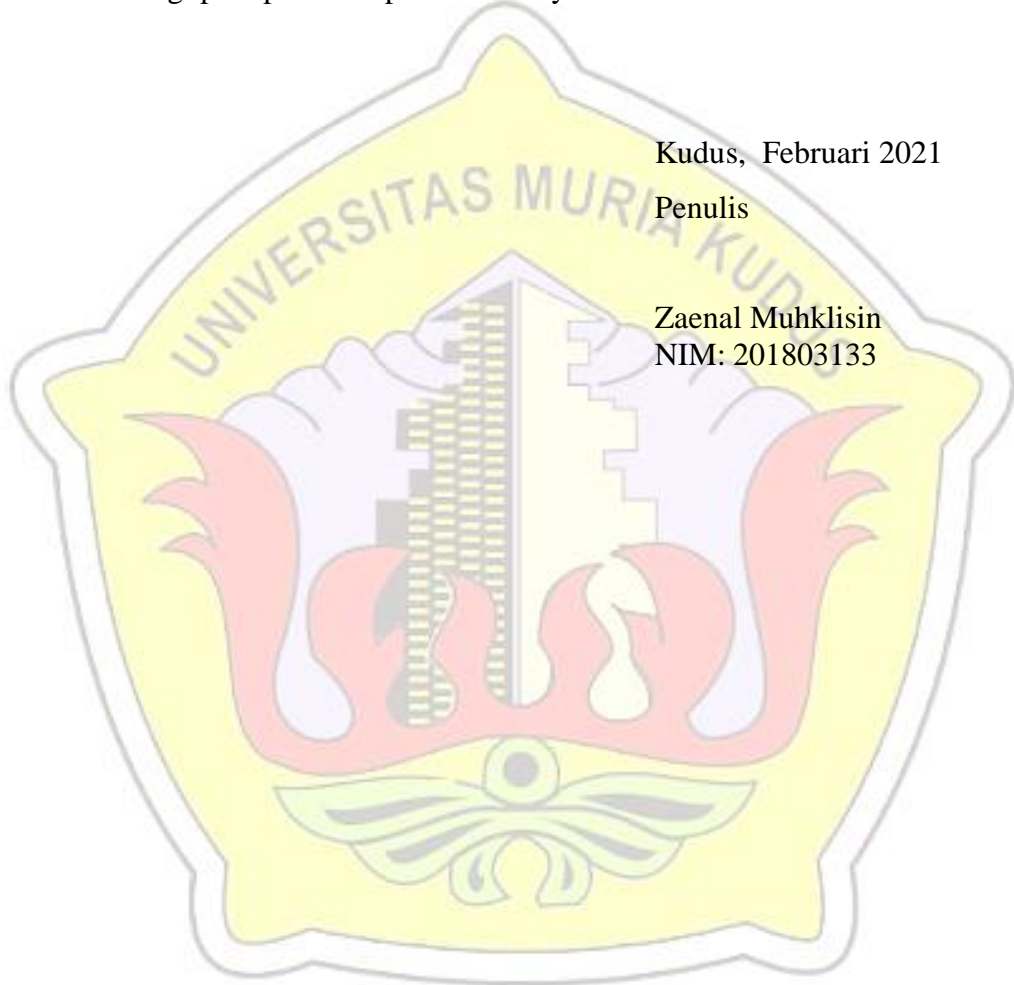 Kudus, Februari 2021
Penulis
UNIVERSITAS MURIA KUDUS
Zaenal Muhklisin
NIM: 201803133